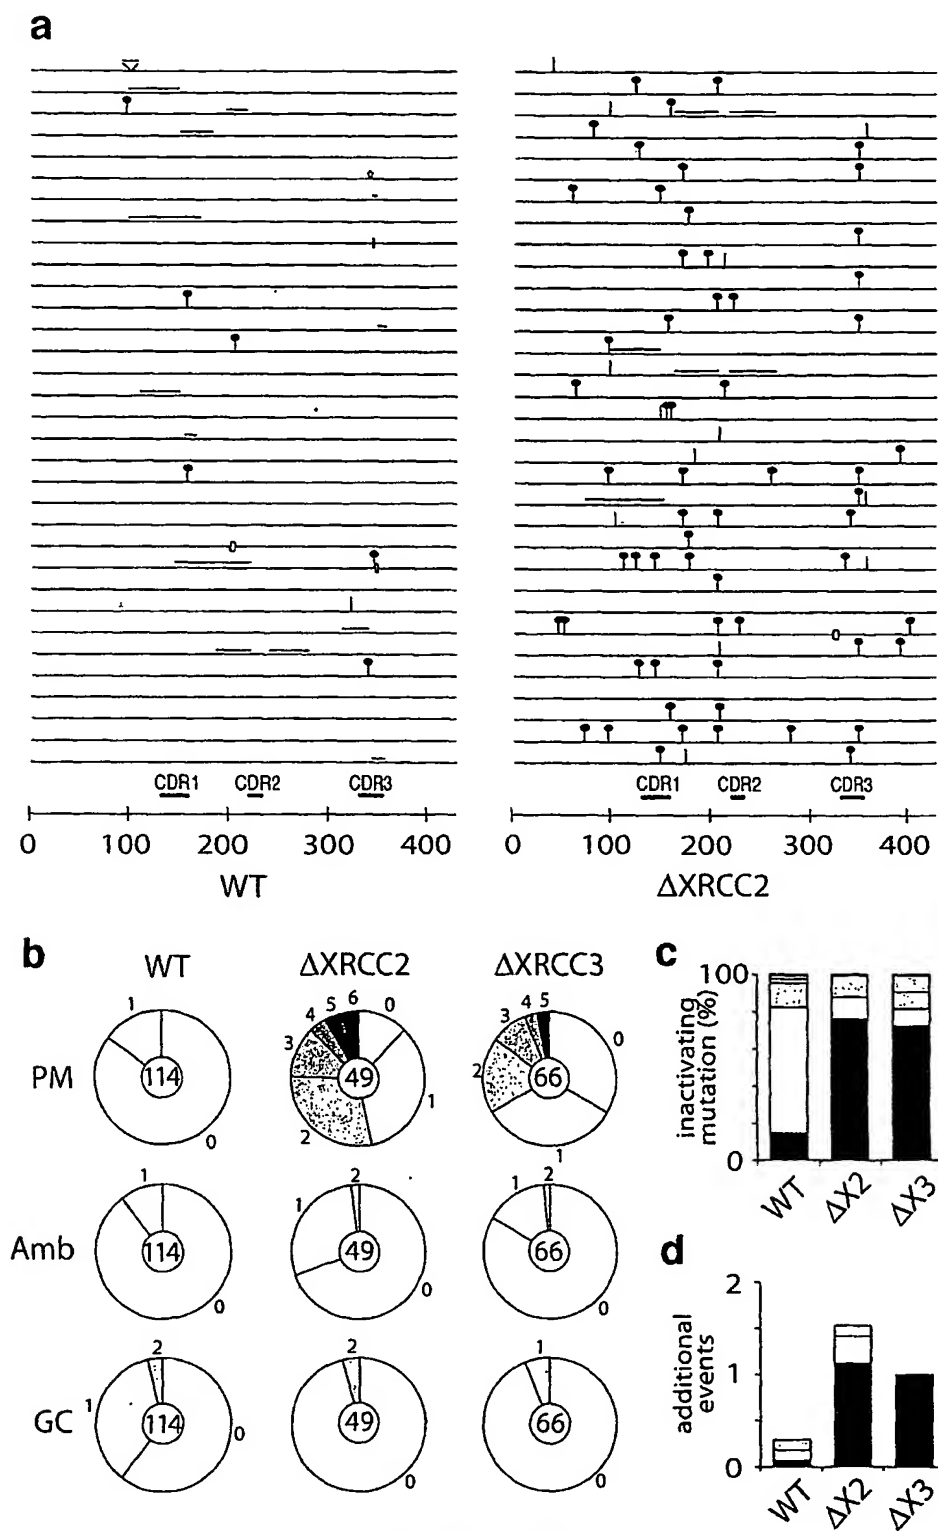 a
CDR1 CDR2 CDR3 CDR1 CDR2 CDR3
0 100 200 300 400 0 100 200 300 400
WT ΔXRCC2
b WT ΔXRCC2 ΔXRCC3
PM
1 114 0
0 1 2 3 4 5 6 49
0 1 2 3 4 5 66
Amb
1 114 0
1 2 49 0
1 2 66 0
GC
1 2 114 0
2 49 0
1 66 0
c
inactivating
mutation (%)
100
0
WT ΔX2 ΔX3
d
additional
events
2
1
0
WT ΔX2 ΔX3